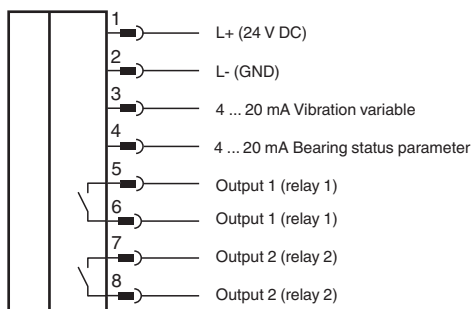 1 L+ (24 V DC)
2 L- (GND)
3 4 ... 20 mA Vibration variable
4 4 ... 20 mA Bearing status parameter
5 Output 1 (relay 1)
6 Output 1 (relay 1)
7 Output 2 (relay 2)
8 Output 2 (relay 2)